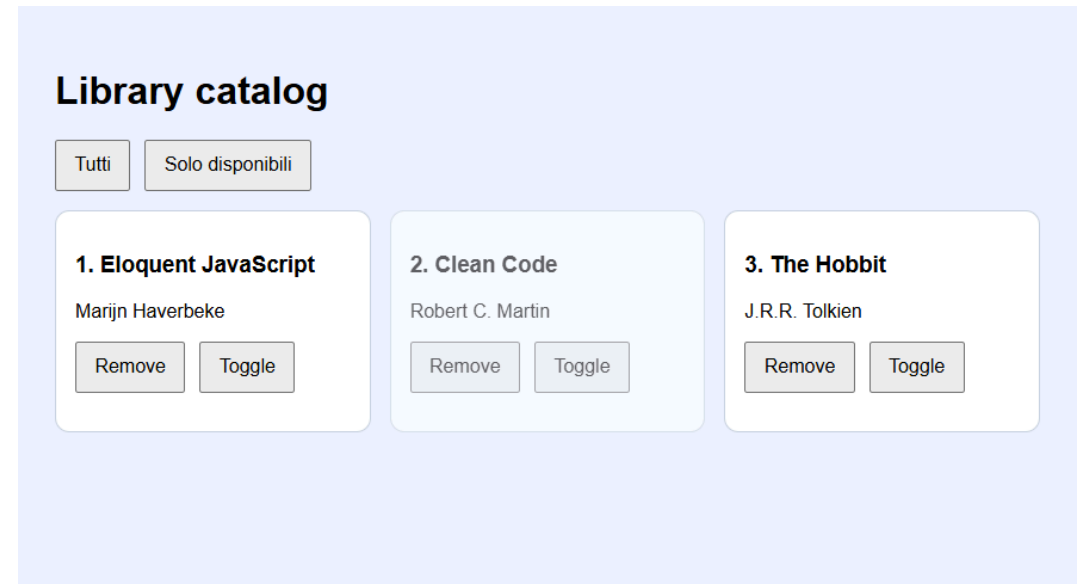 Library catalog
Tutti
Solo disponibili
1. Eloquent JavaScript
Marijn Haverbeke
Remove
Toggle
2. Clean Code
Robert C. Martin
Remove
Toggle
3. The Hobbit
J.R.R. Tolkien
Remove
Toggle